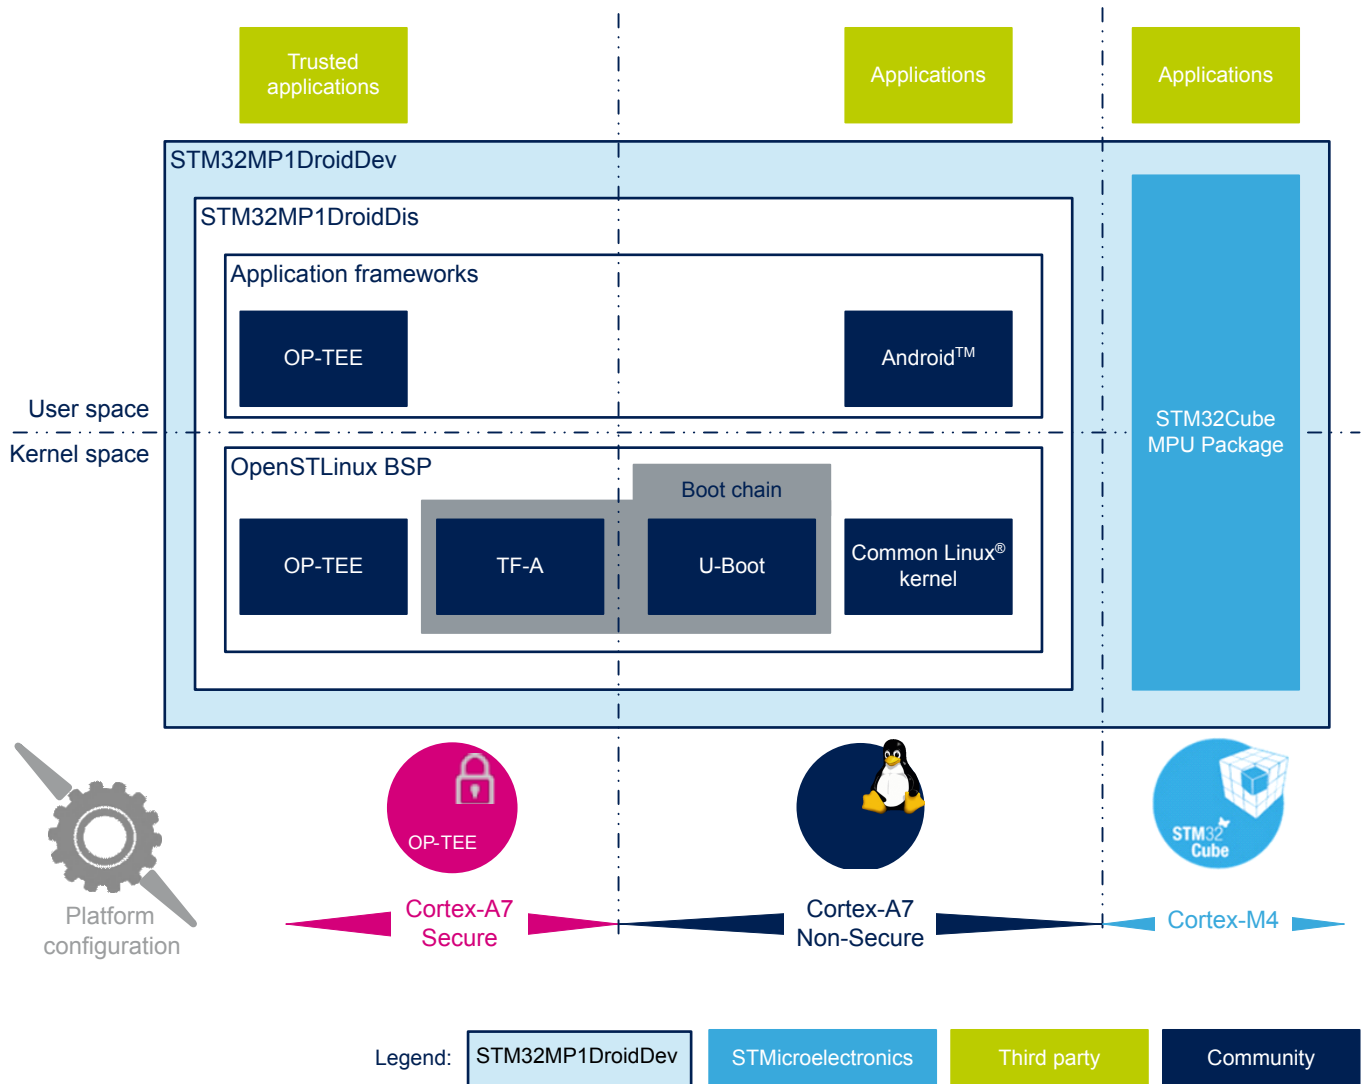 Trusted
applications
Applications
Applications
STM32MP1DroidDev
STM32MP1DroidDis
Application frameworks
OP-TEE
Android™
User space
Kernel space
STM32Cube
MPU Package
OpenSTLinux BSP
Boot chain
OP-TEE
TF-A
U-Boot
Common Linux®
kernel
OP-TEE
STM32
Cube
Platform
configuration
Cortex-A7
Secure
Cortex-A7
Non-Secure
Cortex-M4
Legend:
STM32MP1DroidDev
STMicroelectronics
Third party
Community